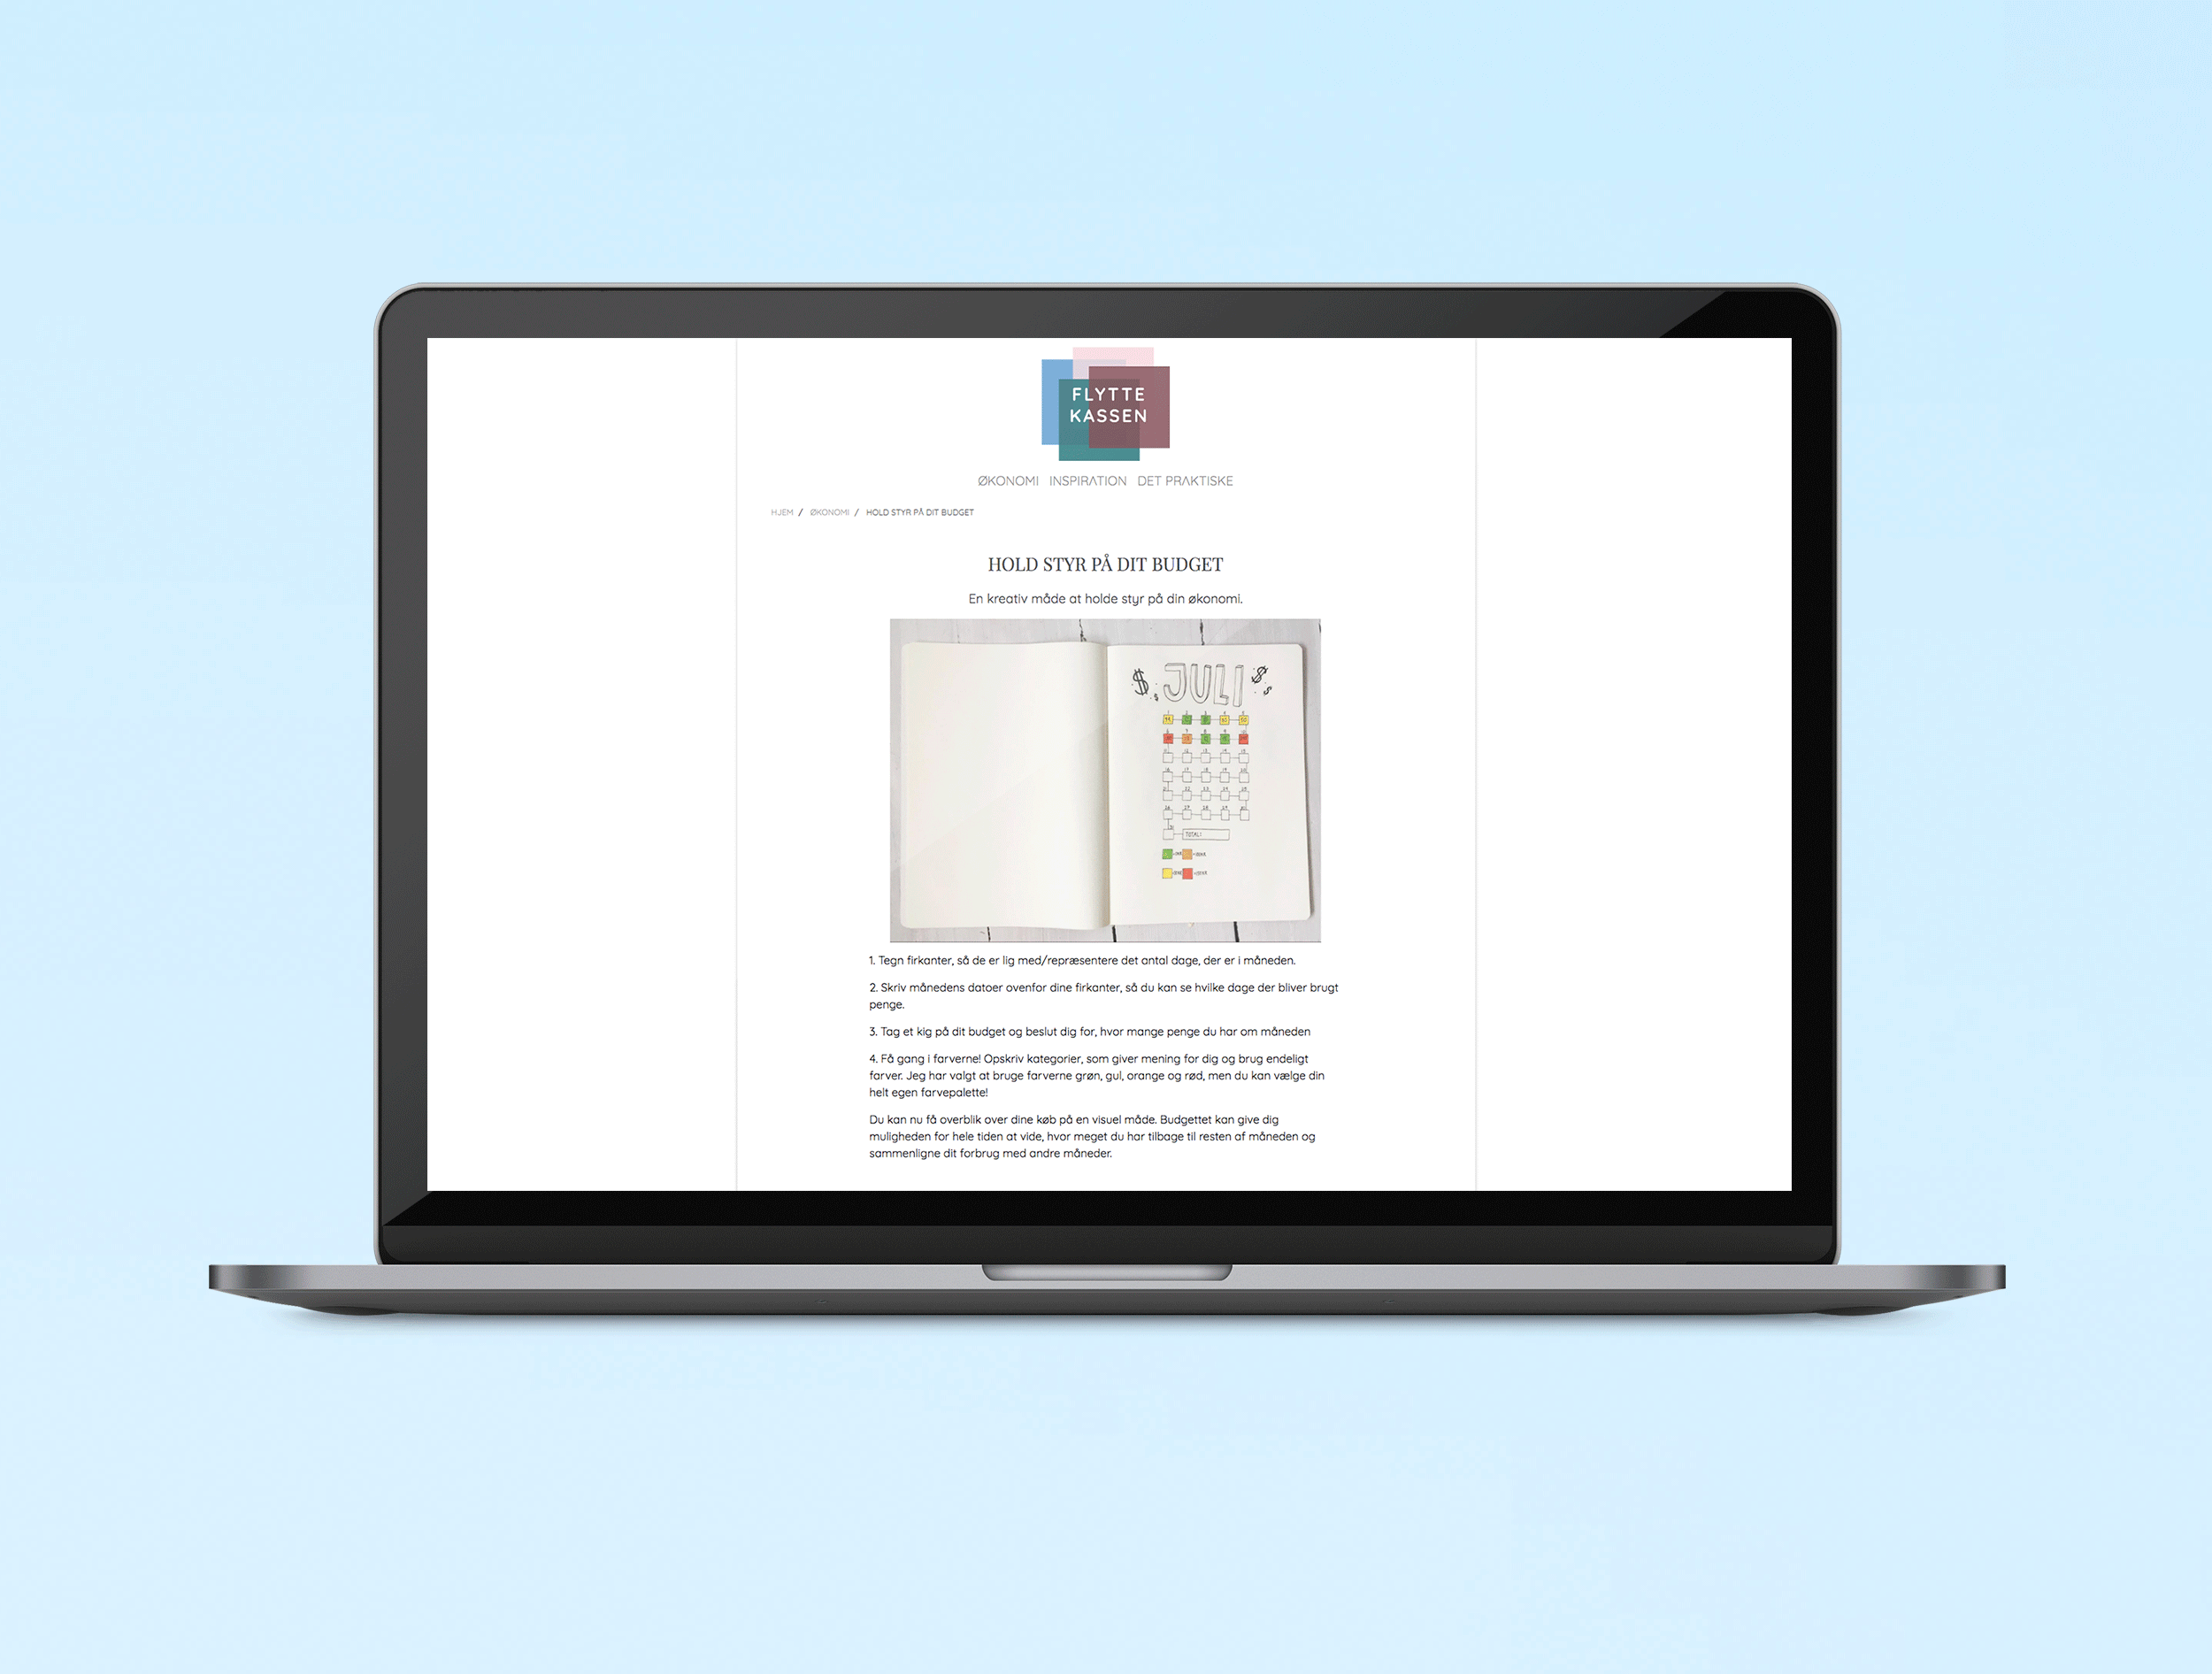 FLYTTE
KASSEN
ØKONOMI INSPIRATION DET PRAKTISKE
HJEM / ØKONOMI / HOLD STYR PÅ DIT BUDGET
HOLD STYR PÅ DIT BUDGET
En kreativ måde at holde styr på din økonomi.
$ JULI $
TOTAL:
1. Tegn firkanter, så de er lig med/repræsentere det antal dage, der er i måneden.
2. Skriv månedens datoer ovenfor dine firkanter, så du kan se hvilke dage der bliver brugt
penge.
3. Tag et kig på dit budget og beslut dig for, hvor mange penge du har om måneden
4. Få gang i farverne! Opskriv kategorier, som giver mening for dig og brug endeligt
farver. Jeg har valgt at bruge farverne grøn, gul, orange og rød, men du kan vælge din
helt egen farvepalette!
Du kan nu få overblik over dine køb på en visuel måde. Budgettet kan give dig
muligheden for hele tiden at vide, hvor meget du har tilbage til resten af måneden og
sammenligne dit forbrug med andre måneder.